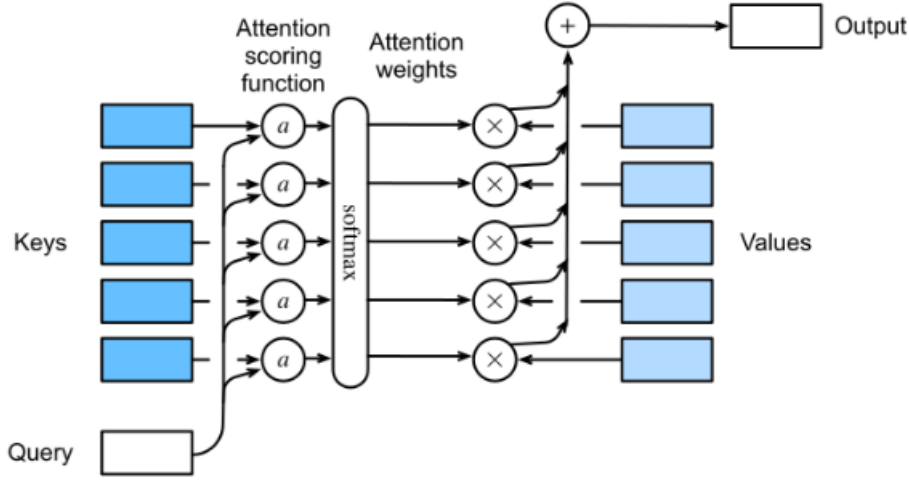 +
Output
Attention
scoring
function
Attention
weights
a
×
a
×
Keys
a
softmax
×
Values
a
×
a
×
Query